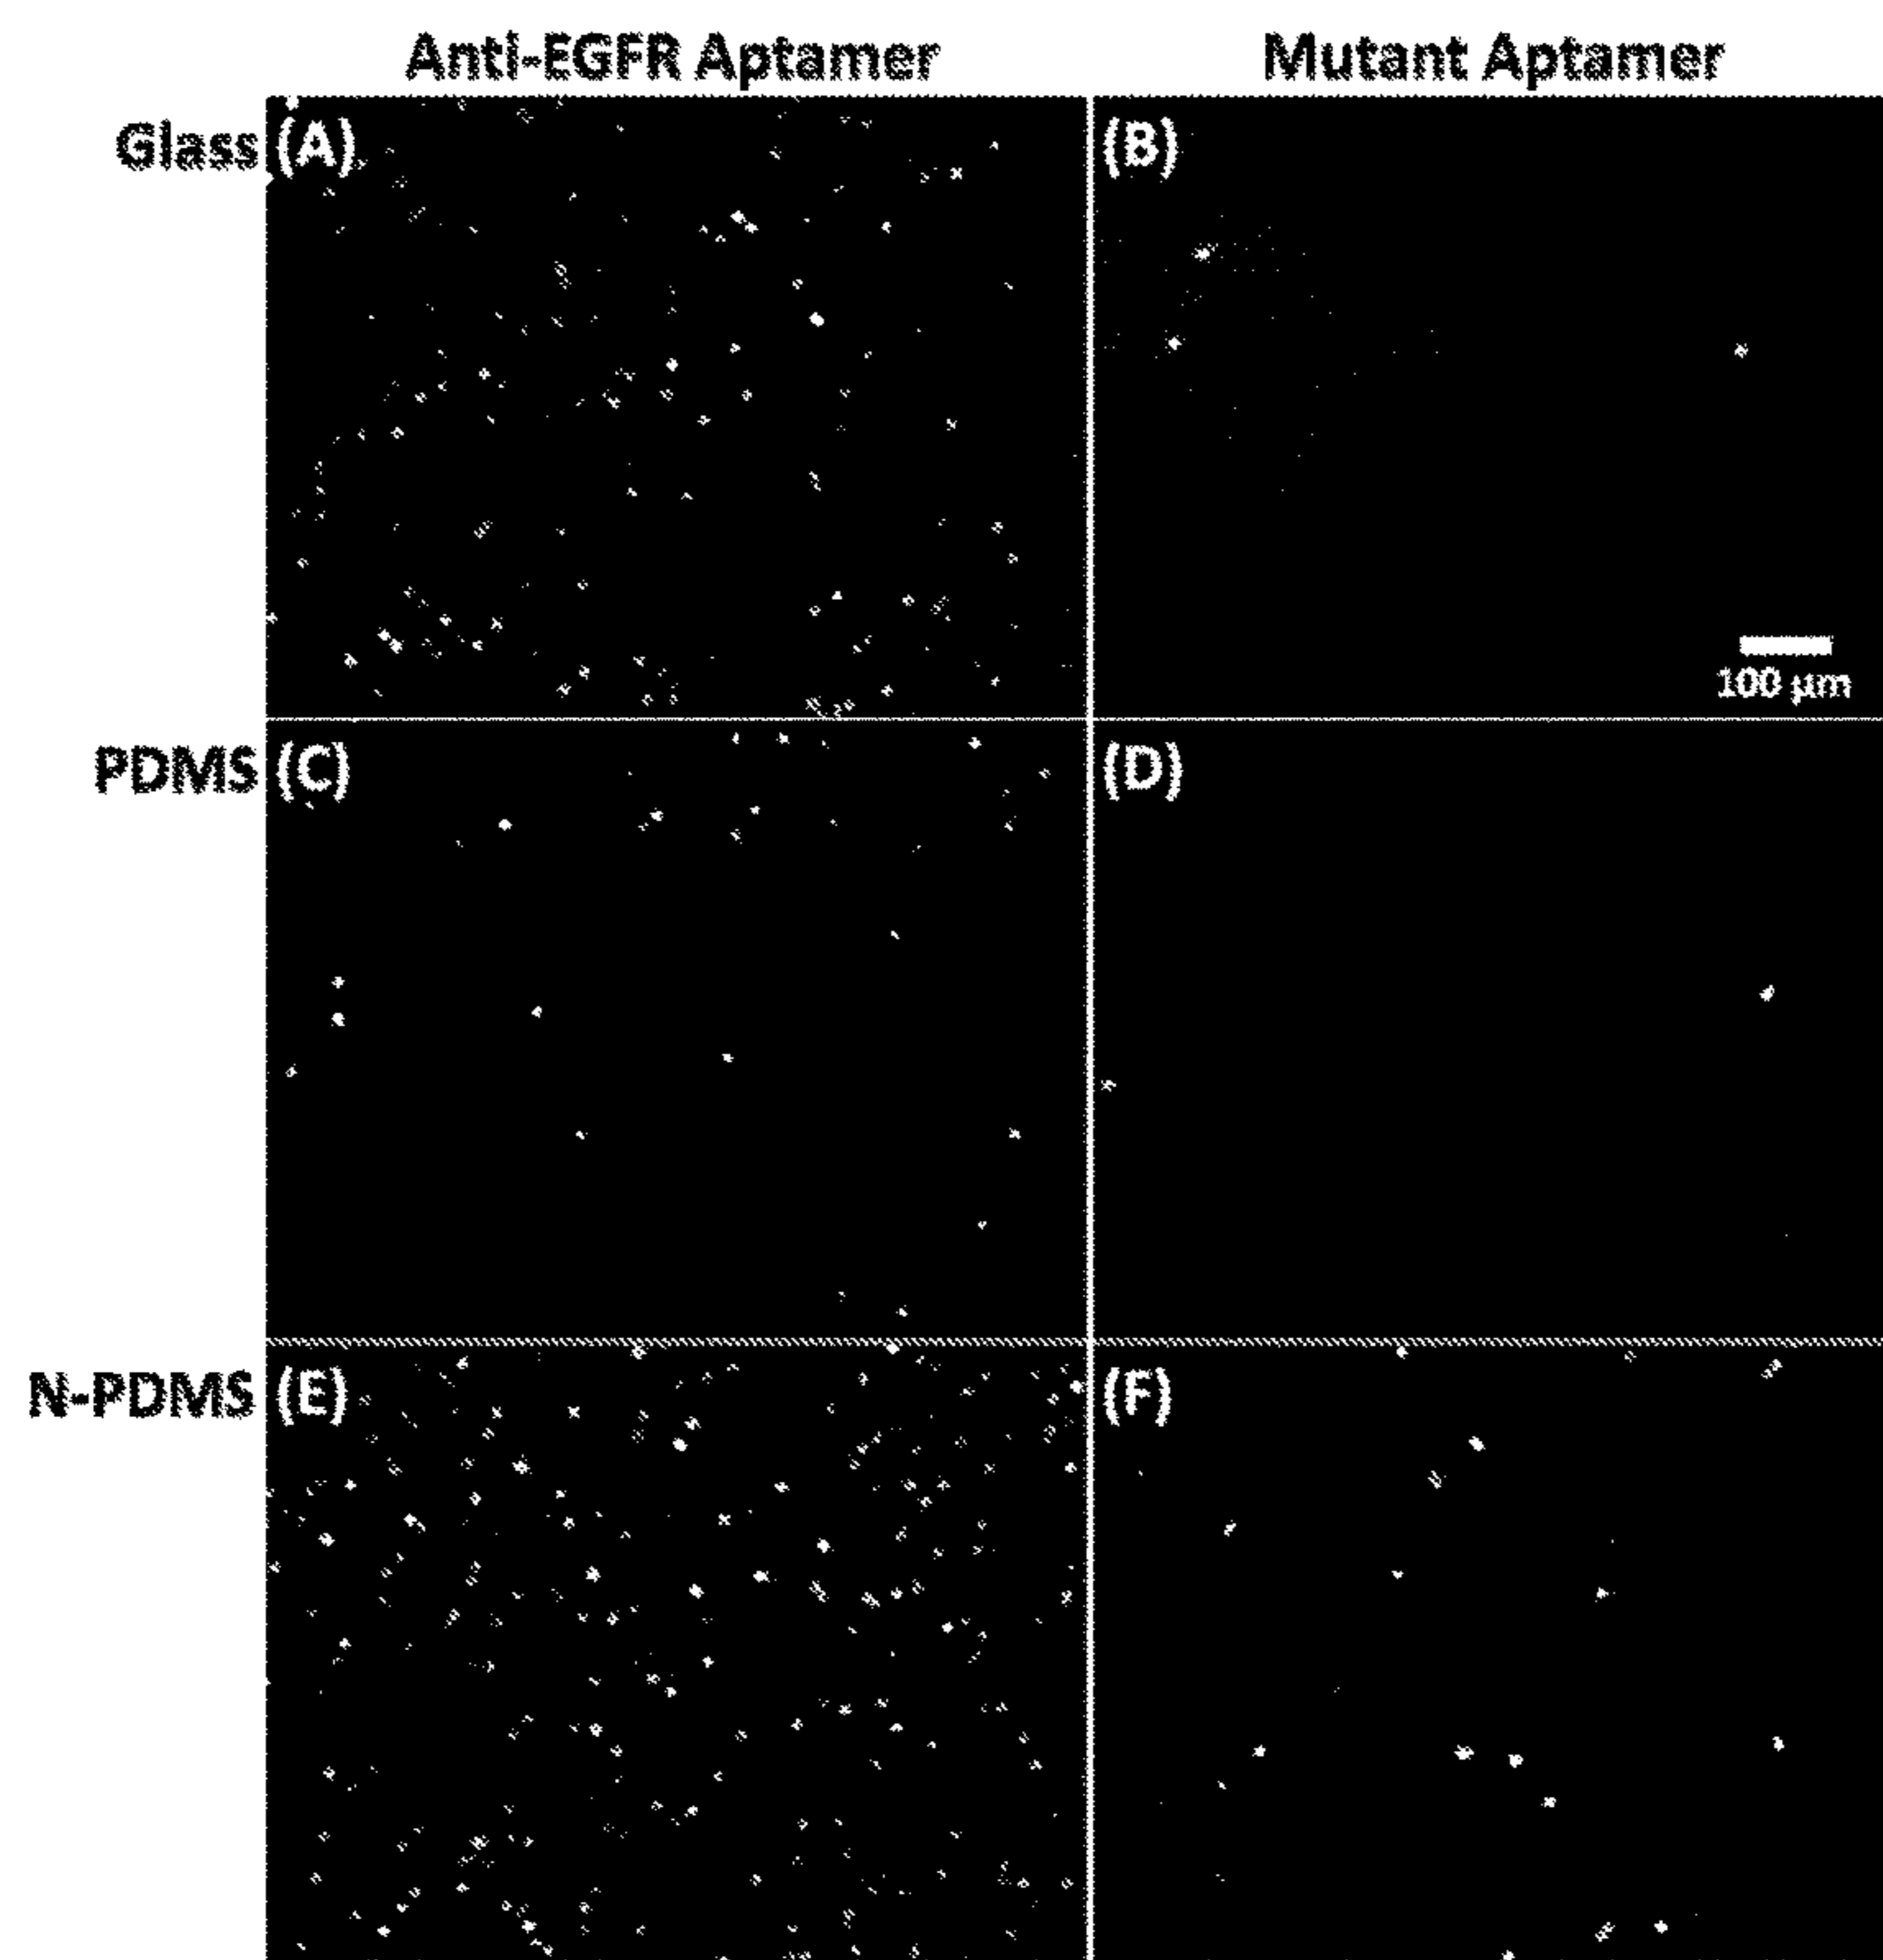 Anti-EGFR Aptamer Mutant Aptamer
Glass (A) (B)
100 μm
PDMS (C) (D)
N-PDMS (E) (F)